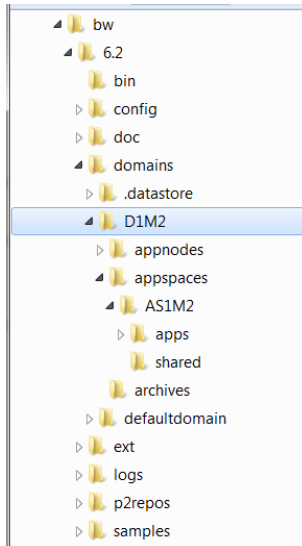 bw
6.2
bin
config
doc
domains
.datastore
D1M2
appnodes
appspaces
AS1M2
apps
shared
archives
defaultdomain
ext
logs
p2repos
samples